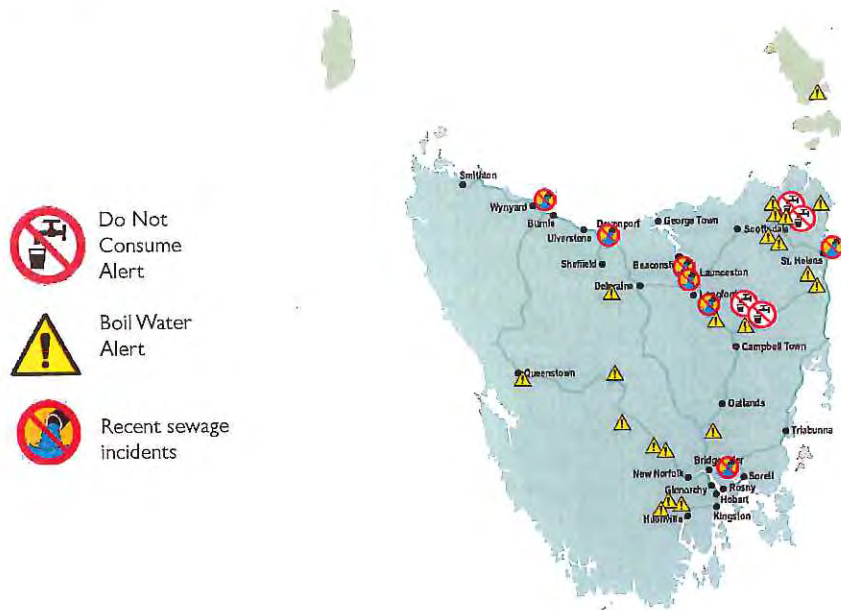 Do Not
Consume
Alert
Boil Water
Alert
Recent sewage
incidents
Smithton
Wynyard
Burnie
Ulverstone
Devonport
George Town
Scottsdale
Sheffield
Launceston
St. Helens
Deloraine
Campbell Town
Queenstown
Oatlands
Triabunna
New Norfolk
Sorell
Glenorchy
Rosny
Hobart
Huonville
Kingston